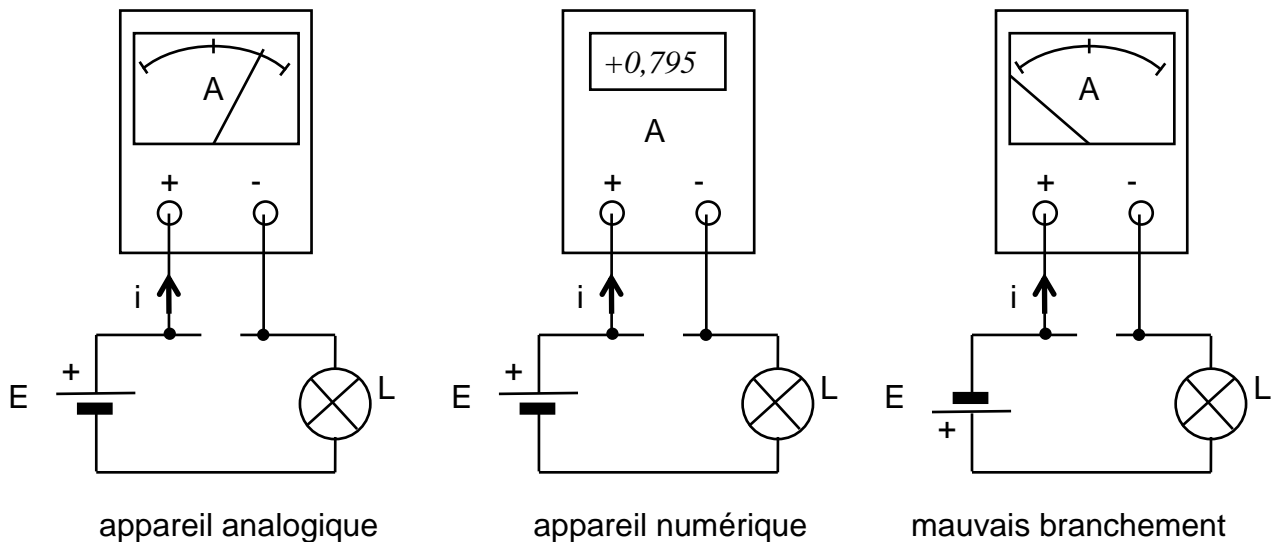 +0,795
A
A
A
+ -
+ -
+ -
i
i
i
+
+
E
L
E
L
E
L
+
appareil analogique
appareil numérique
mauvais branchement